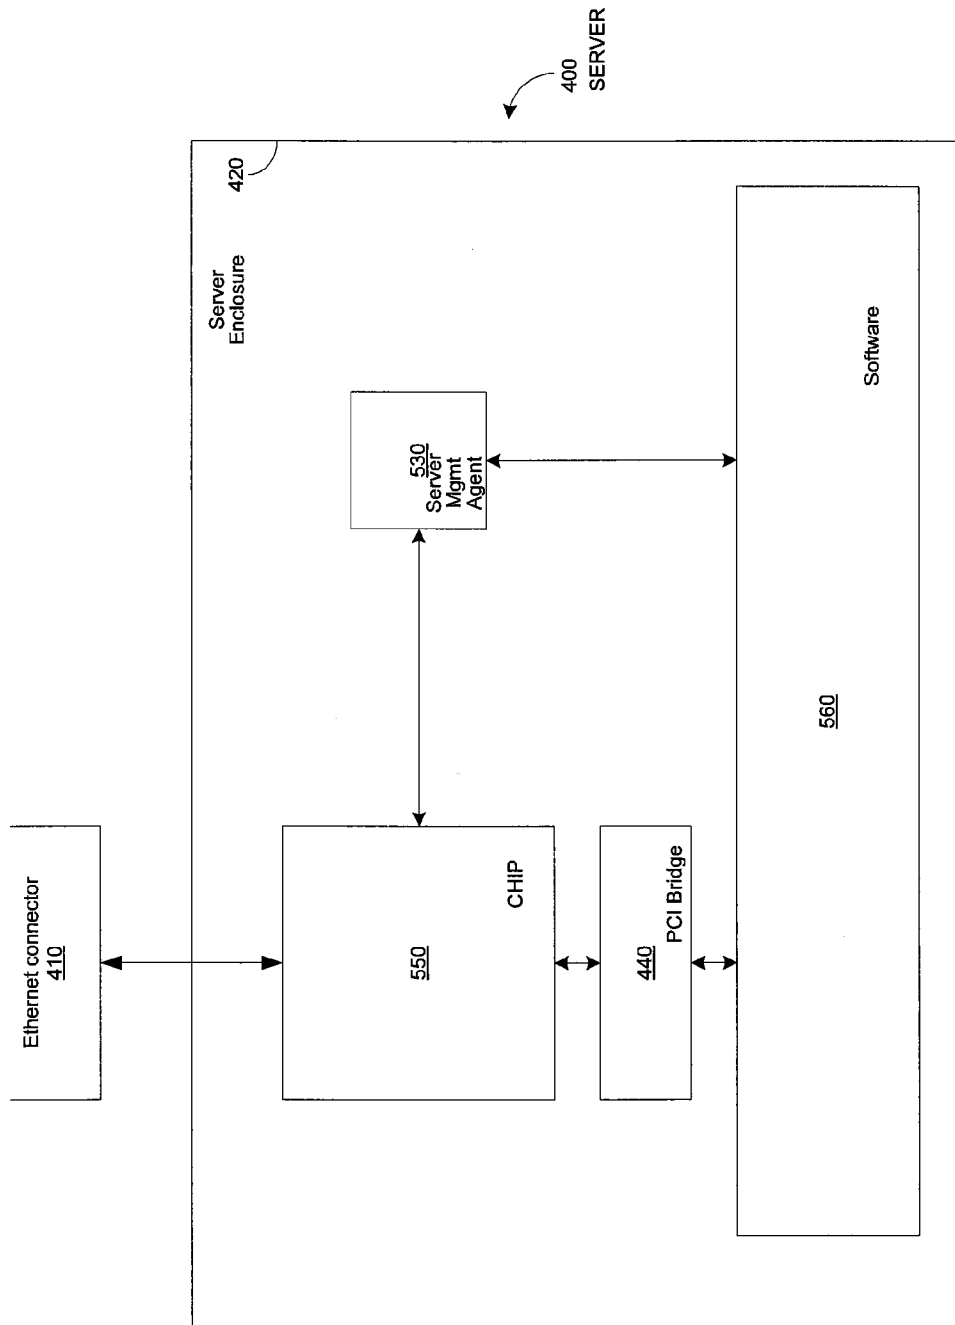 400
SERVER
420
Server
Enclosure
Ethernet connector
410
530
Server
Mgmt
Agent
550
CHIP
440
PCI Bridge
560
Software